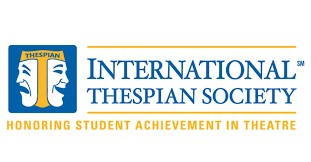 THESPIAN
T
INTERNATIONAL SM
THESPIAN SOCIETY
HONORING STUDENT ACHIEVEMENT IN THEATRE